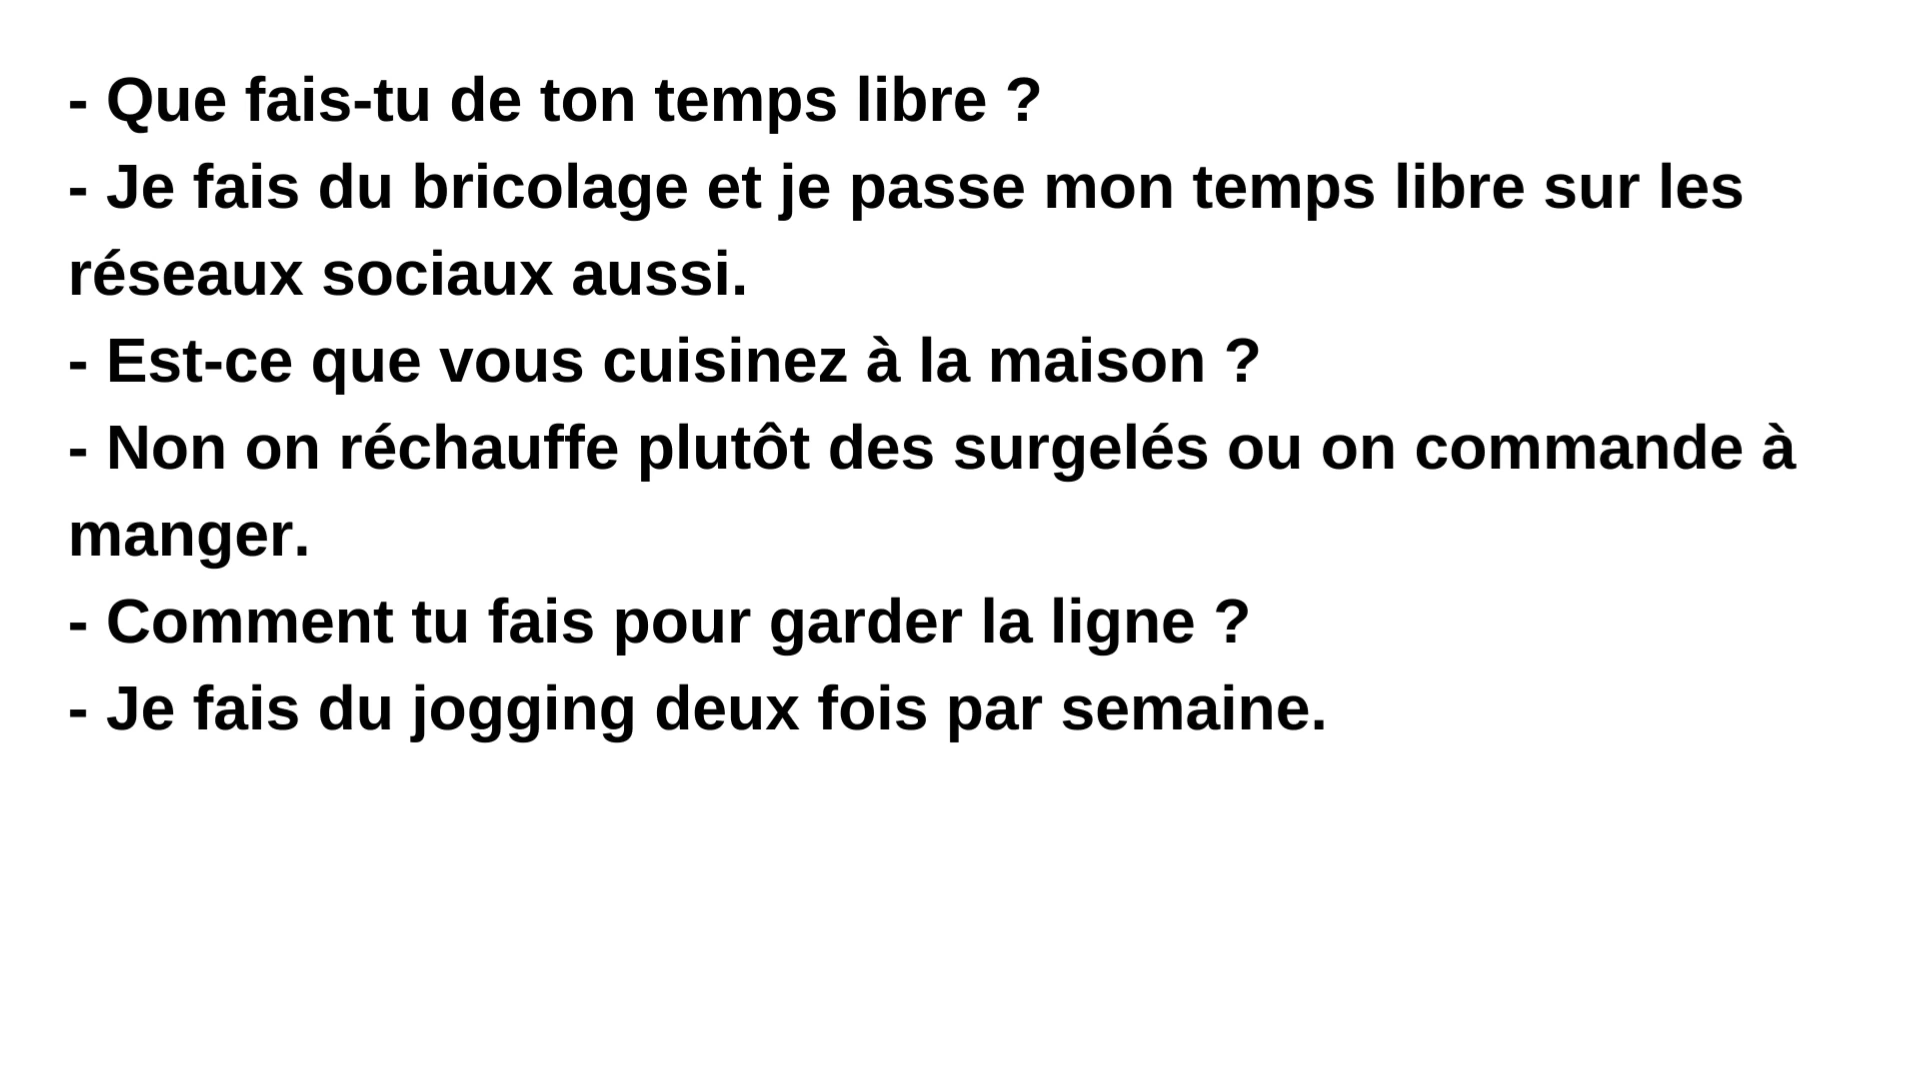 - Que fais-tu de ton temps libre ?
- Je fais du bricolage et je passe mon temps libre sur les
réseaux sociaux aussi.
- Est-ce que vous cuisinez à la maison ?
- Non on réchauffe plutôt des surgelés ou on commande à
manger.
- Comment tu fais pour garder la ligne ?
- Je fais du jogging deux fois par semaine.